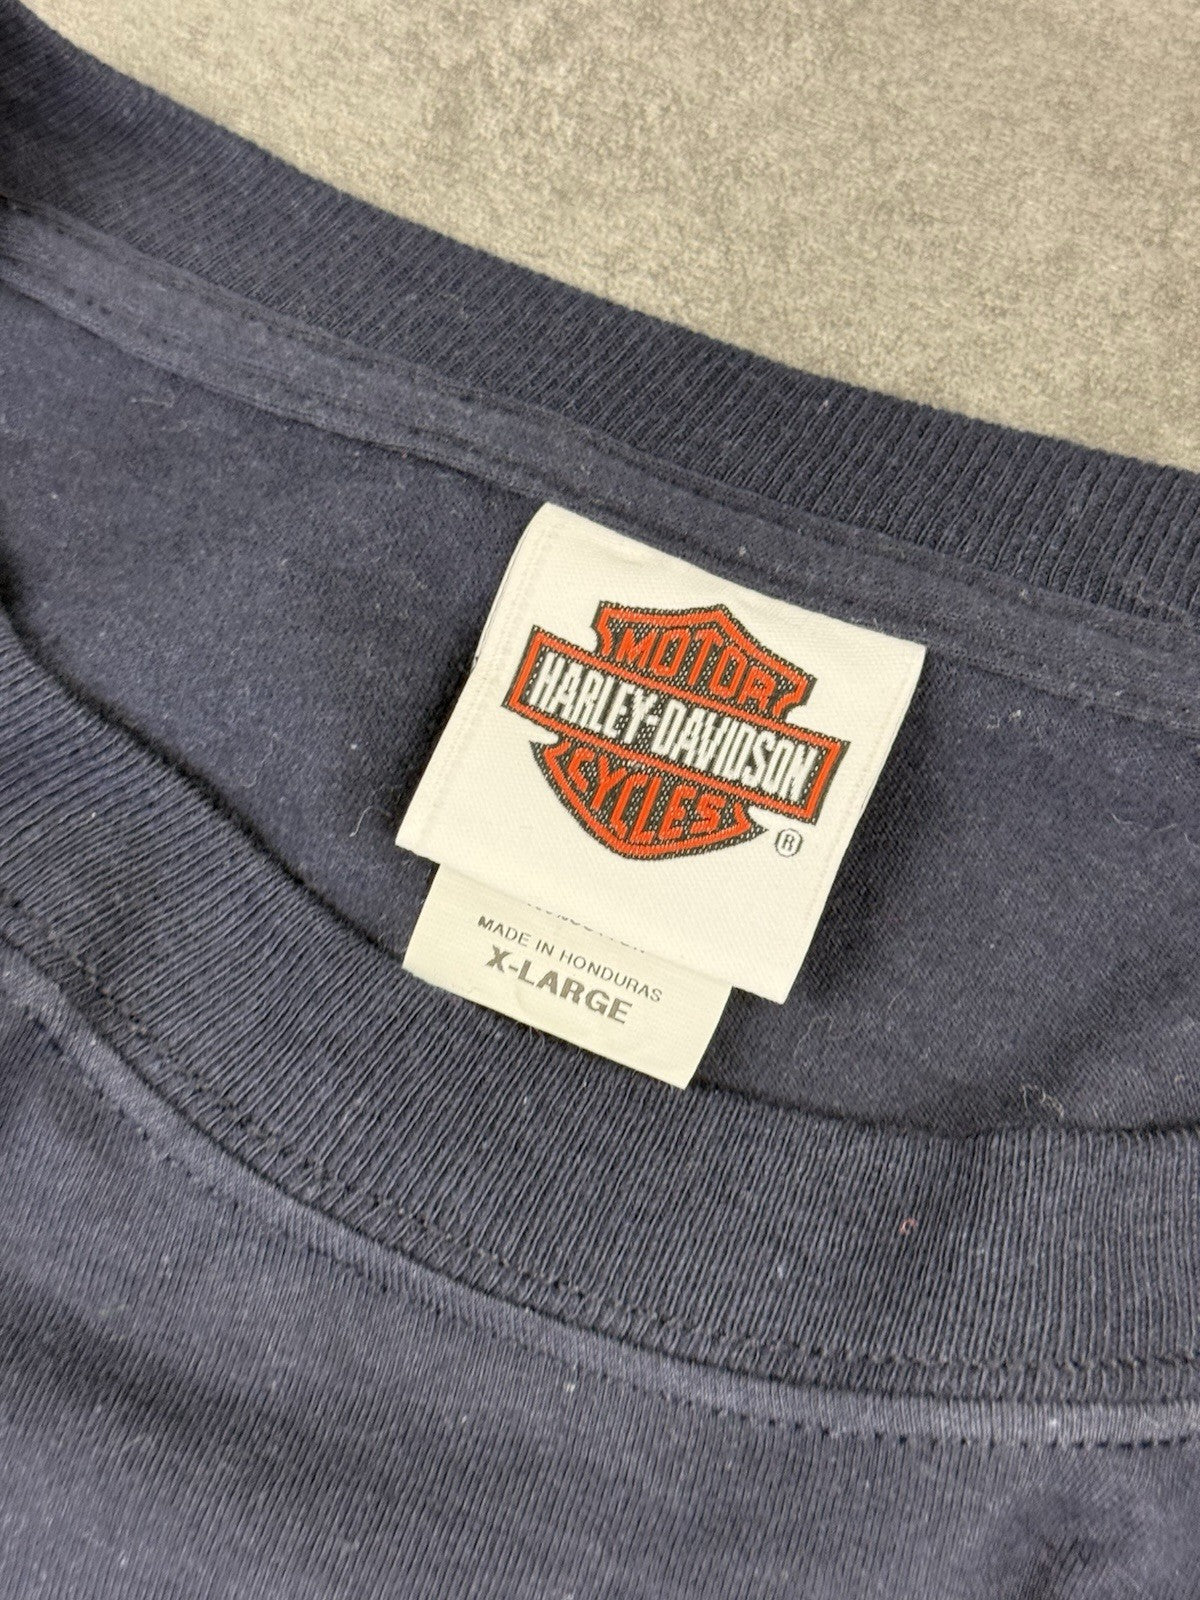 MOTOR
HARLEY-DAVIDSON
CYCLES
®
MADE IN HONDURAS
X-LARGE